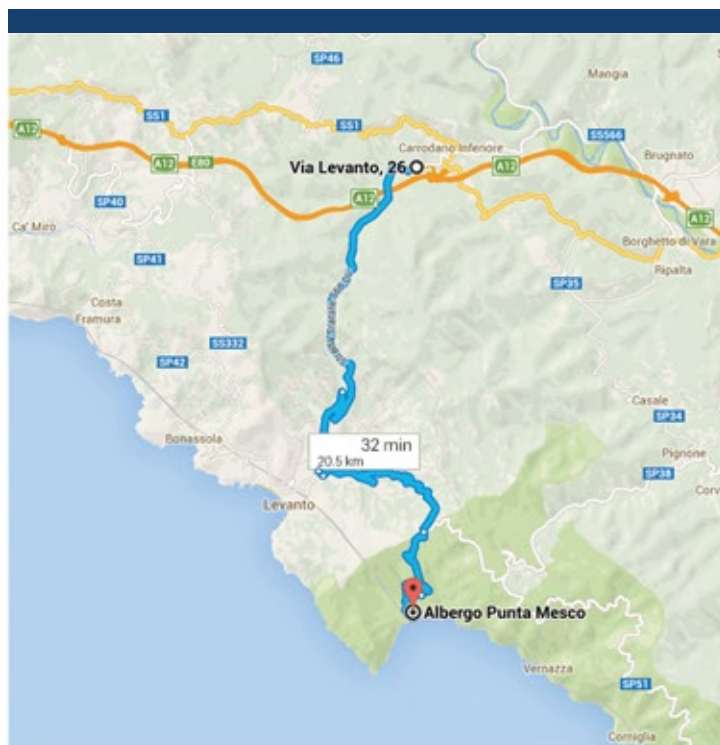 SP46
Mangia
SS1
A12
SS1
SS566
Carrodano Inferiore
Brugnato
A12
E80
Via Levanto, 26
A12
A12
SP40
A12
Ca' Miro
Borghetto di Vara
SP41
Ripalta
SP35
Costa
Framura
SS332
SP42
Casale
SP34
Bonassola
32 min
20.5 km
Pignone
SP38
Levanto
Albergo Punta Mesco
Vernazza
SP51
Corniglia